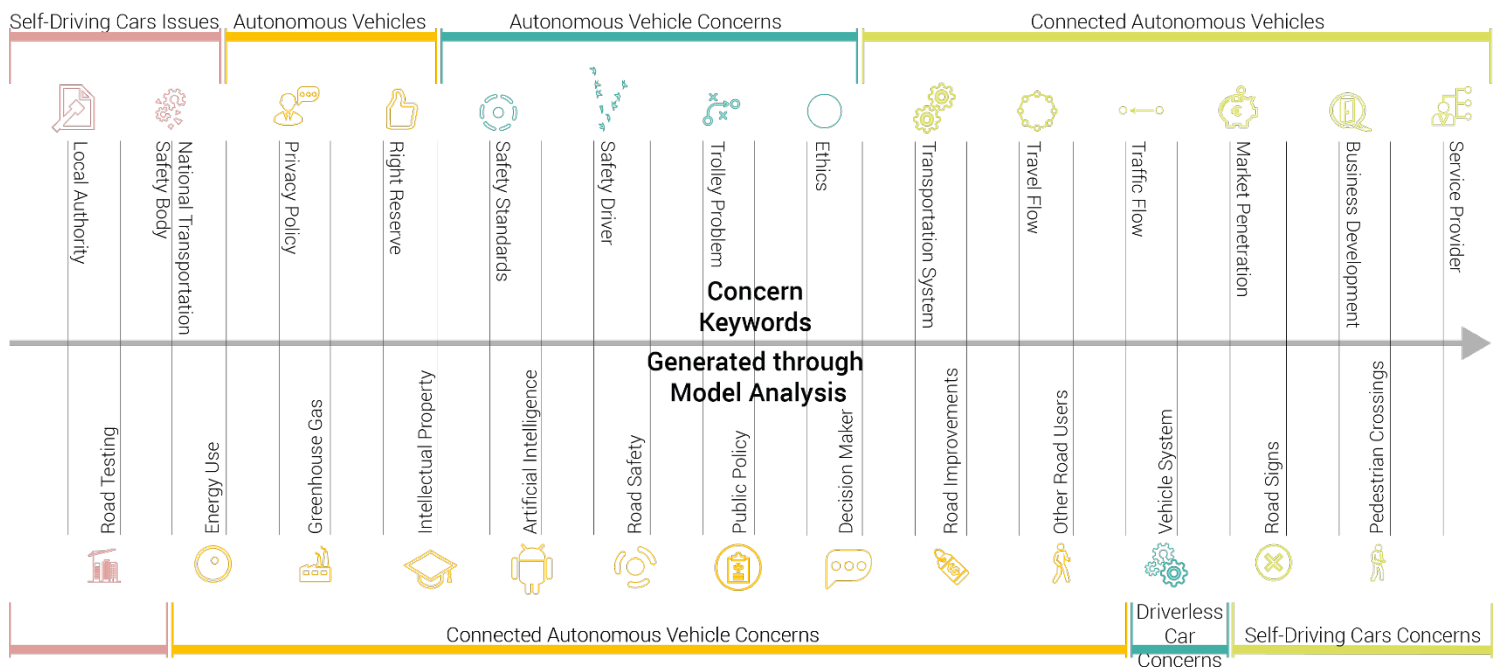 Self-Driving Cars Issues
Autonomous Vehicles
Autonomous Vehicle Concerns
Connected Autonomous Vehicles
Local Authority
National Transportation
Safety Body
Privacy Policy
Right Reserve
Safety Standards
Safety Driver
Trolley Problem
Ethics
Transportation System
Travel Flow
Traffic Flow
Market Penetration
Business Development
Service Provider
Concern
Keywords
Generated through
Model Analysis
Road Testing
Energy Use
Greenhouse Gas
Intellectual Property
Artificial Intelligence
Road Safety
Public Policy
Decision Maker
Road Improvements
Other Road Users
Vehicle System
Road Signs
Pedestrian Crossings
Connected Autonomous Vehicle Concerns
Driverless
Car
Concerns
Self-Driving Cars Concerns